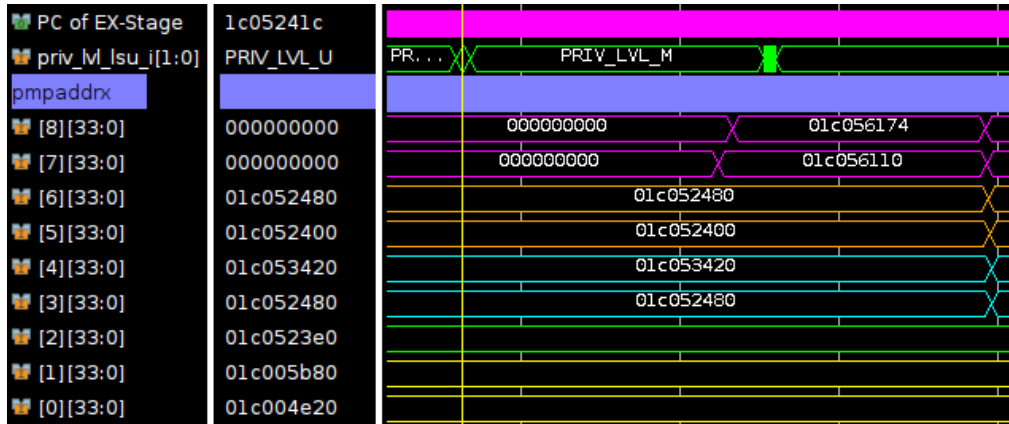 PC of EX-Stage 1c05241c
priv_lvl_lsu_i[1:0] PRIV_LVL_U PR... PRIV_LVL_M
pmpaddrx
[8][33:0] 000000000 000000000 01c056174
[7][33:0] 000000000 000000000 01c056110
[6][33:0] 01c052480 01c052480
[5][33:0] 01c052400 01c052400
[4][33:0] 01c053420 01c053420
[3][33:0] 01c052480 01c052480
[2][33:0] 01c0523e0
[1][33:0] 01c005b80
[0][33:0] 01c004e20